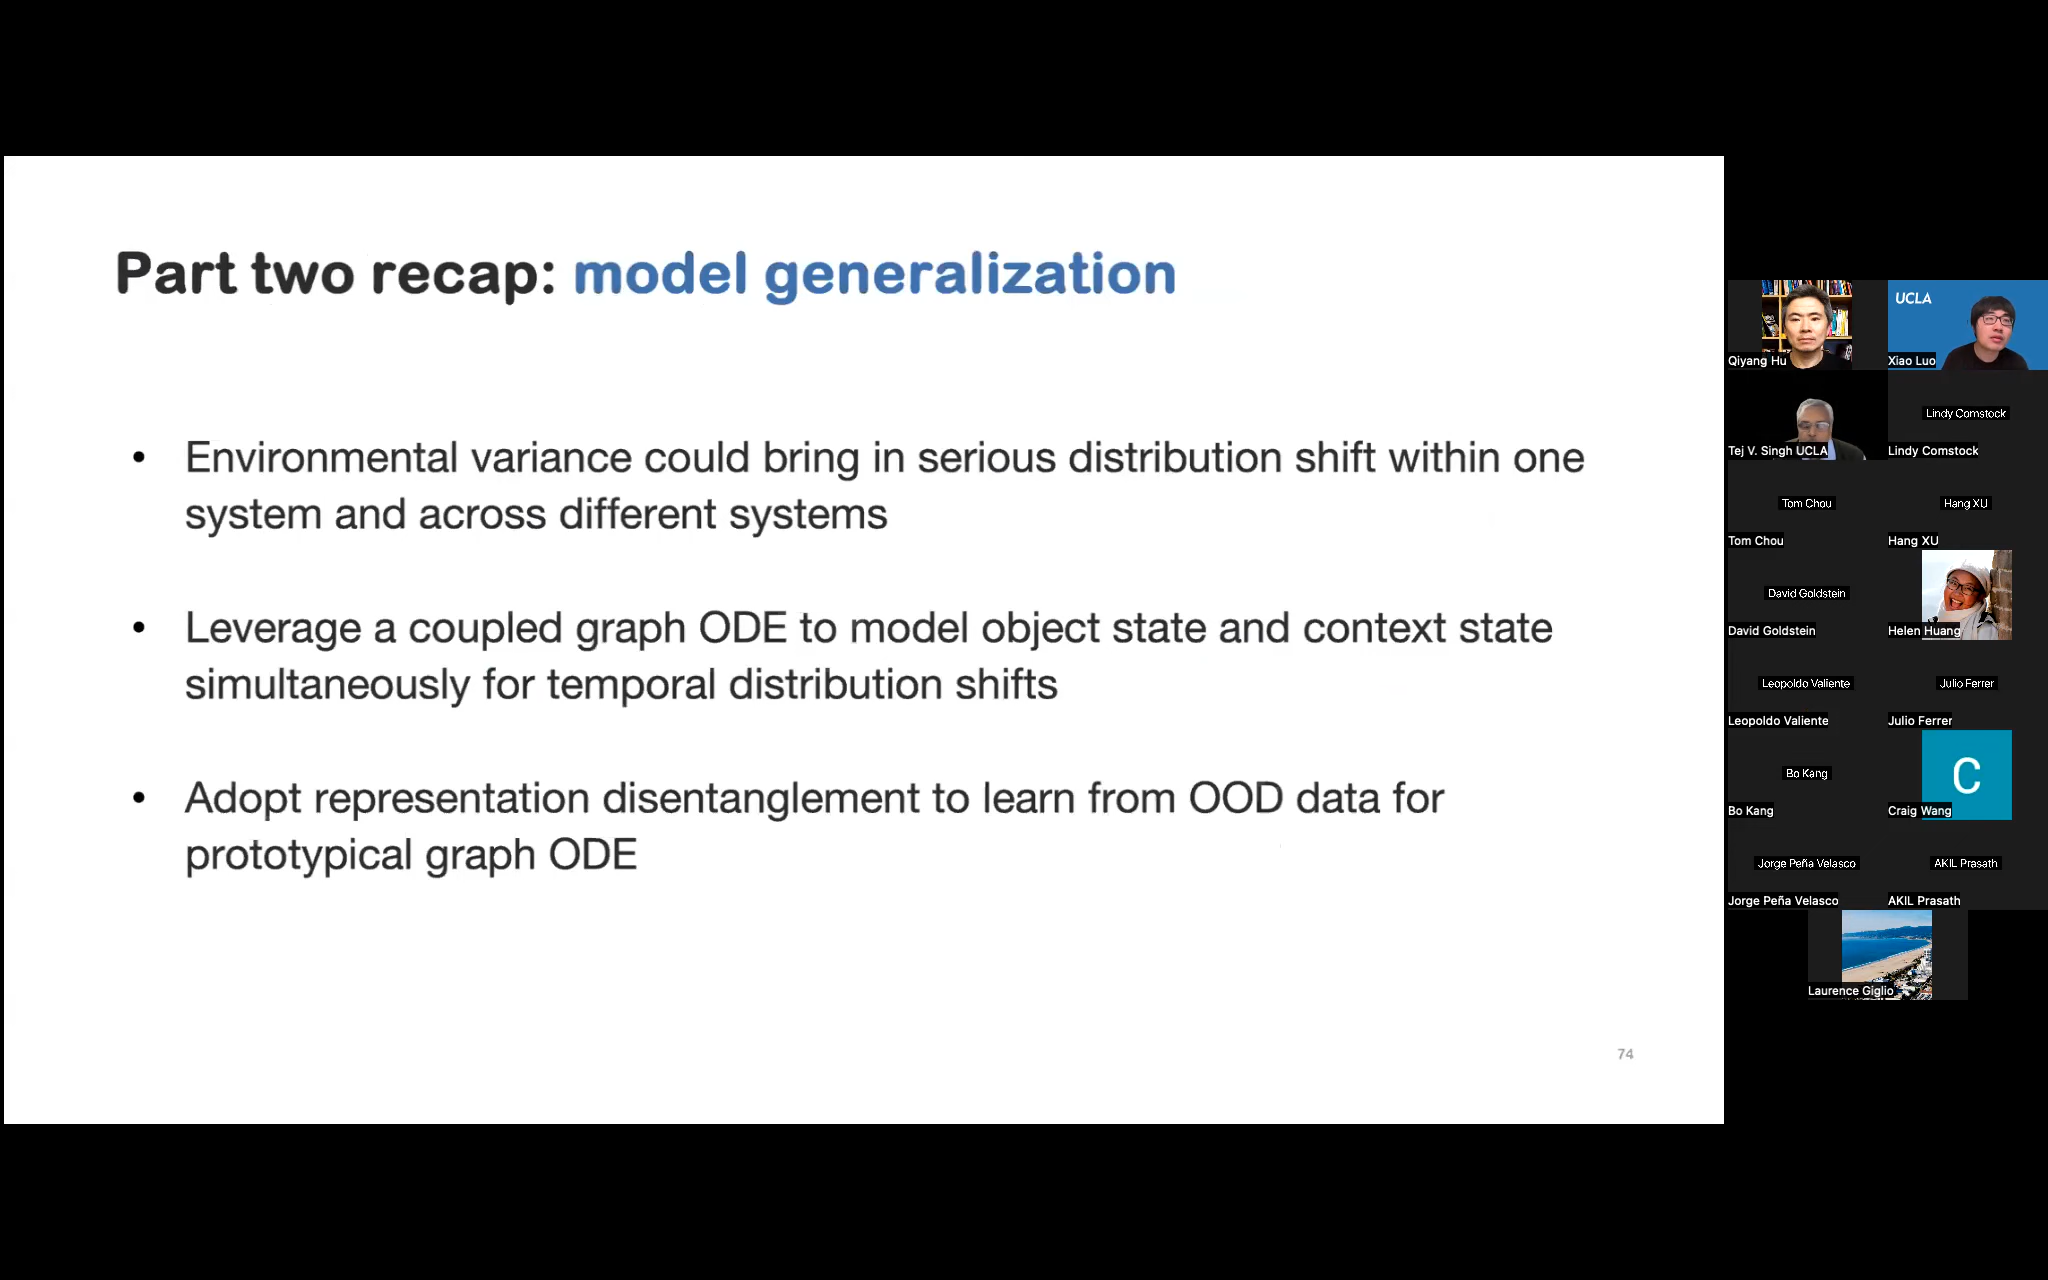 Part two recap: model generalization
• Environmental variance could bring in serious distribution shift within one
system and across different systems
• Leverage a coupled graph ODE to model object state and context state
simultaneously for temporal distribution shifts
• Adopt representation disentanglement to learn from OOD data for
prototypical graph ODE
74
Qiyang Hu
UCLA
Xiao Luo
Tej V. Singh UCLA
Lindy Comstock
Lindy Comstock
Tom Chou
Tom Chou
Hang XU
Hang XU
David Goldstein
David Goldstein
Helen Huang
Leopoldo Valiente
Leopoldo Valiente
Julio Ferrer
Julio Ferrer
Bo Kang
Bo Kang
C
Craig Wang
Jorge Peña Velasco
Jorge Peña Velasco
AKIL Prasath
AKIL Prasath
Laurence Giglio